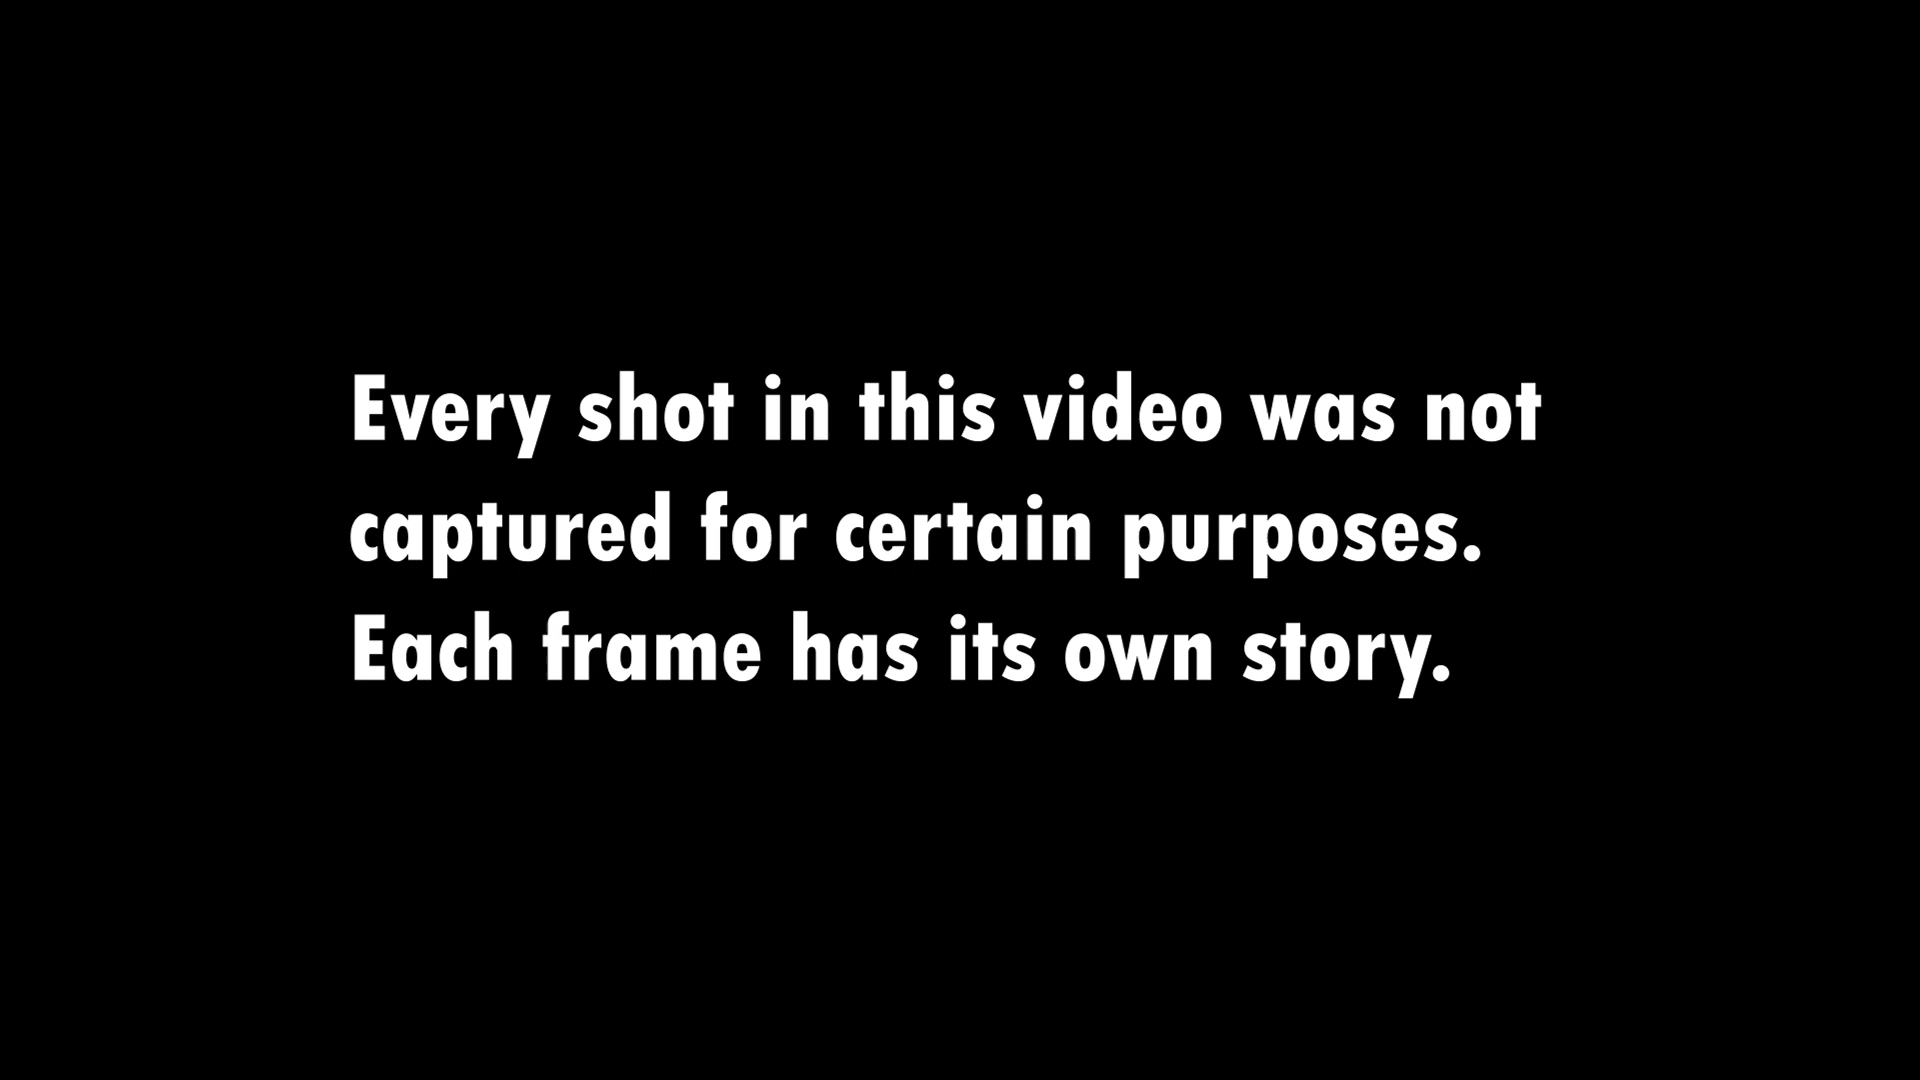 Every shot in this video was not
captured for certain purposes.
Each frame has its own story.